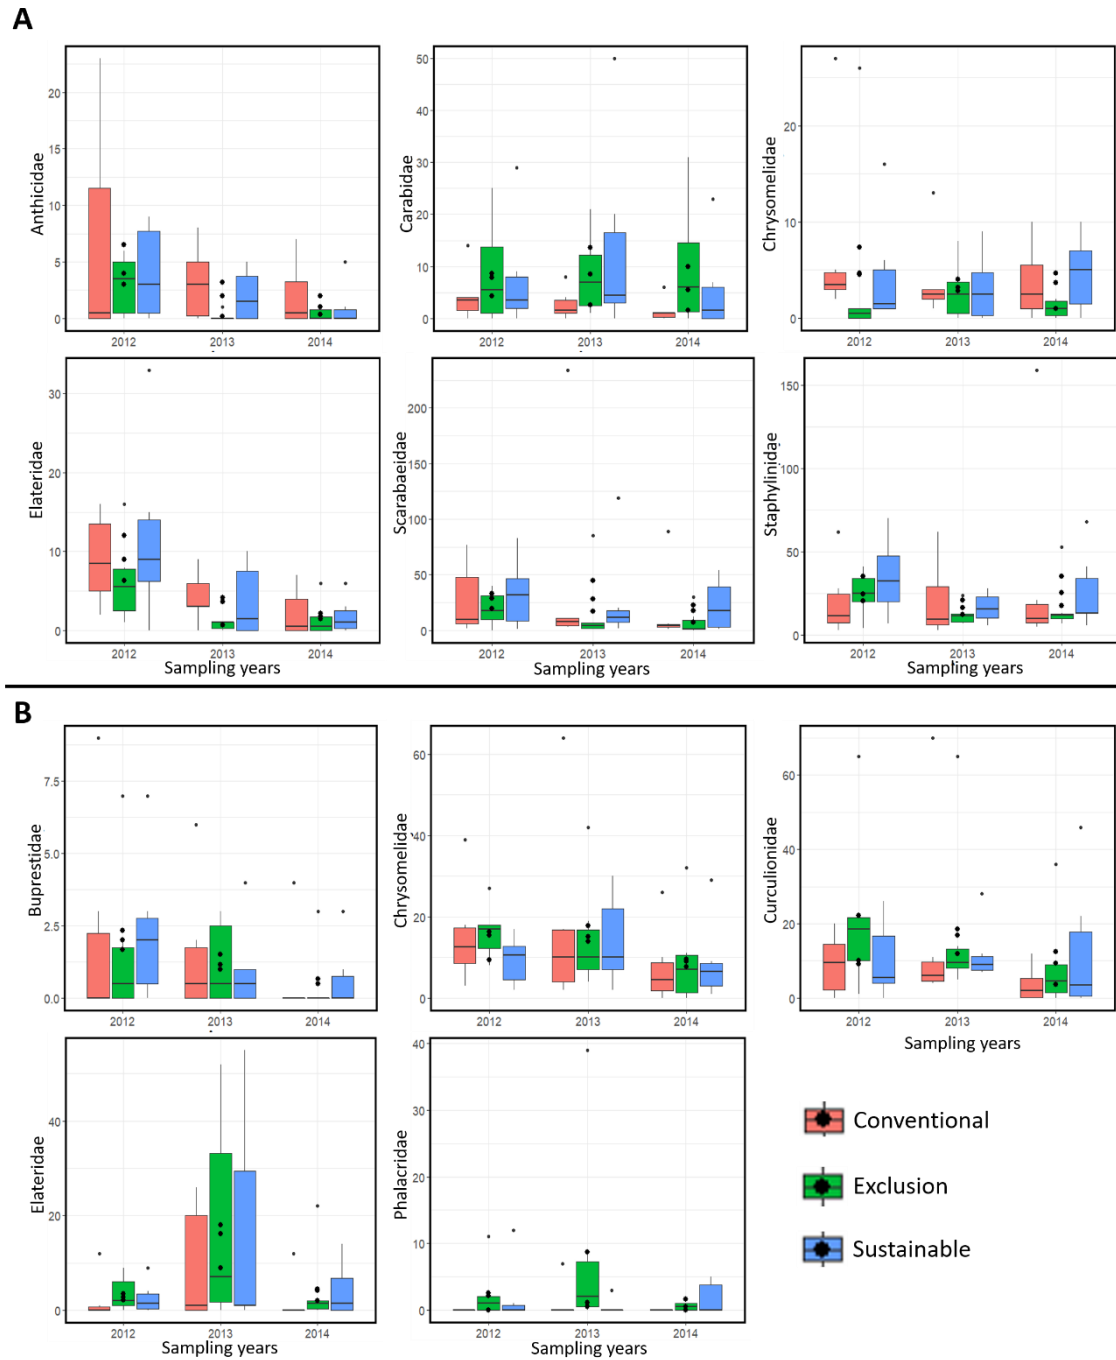 A
Anthicidae
20
15
10
5
0
2012 2013 2014
Carabidae
50
40
30
20
10
0
2012 2013 2014
Chrysomelidae
20
10
0
2012 2013 2014
Elateridae
30
20
10
0
2012 2013 2014
Sampling years
Scarabaeidae
200
150
100
50
0
2012 2013 2014
Sampling years
Staphylinidae
150
100
50
0
2012 2013 2014
Sampling years
B
Buprestidae
7.5
5.0
2.5
0.0
2012 2013 2014
Chrysomelidae
60
40
20
0
2012 2013 2014
Curculionidae
60
40
20
0
2012 2013 2014
Sampling years
Elateridae
40
20
0
2012 2013 2014
Sampling years
Phalacridae
40
30
20
10
0
2012 2013 2014
Sampling years
Conventional
Exclusion
Sustainable